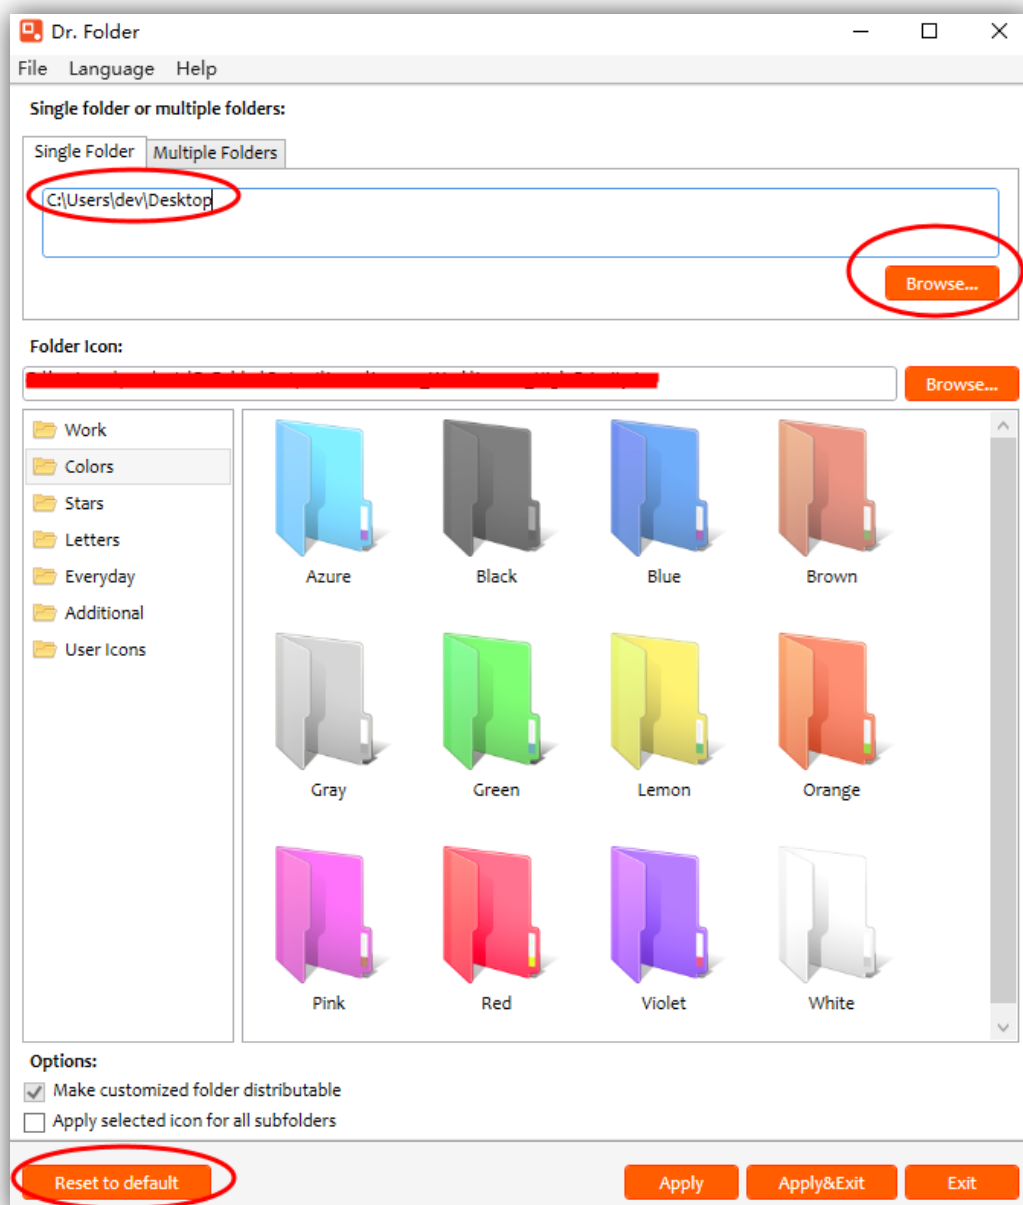 Dr. Folder
File Language Help
Single folder or multiple folders:
Single Folder Multiple Folders
C:\Users\dev\Desktop
Browse...
Folder Icon:
Browse...
Work
Colors
Stars
Letters
Everyday
Additional
User Icons
Azure Black Blue Brown
Gray Green Lemon Orange
Pink Red Violet White
Options:
Make customized folder distributable
Apply selected icon for all subfolders
Reset to default Apply Apply&Exit Exit